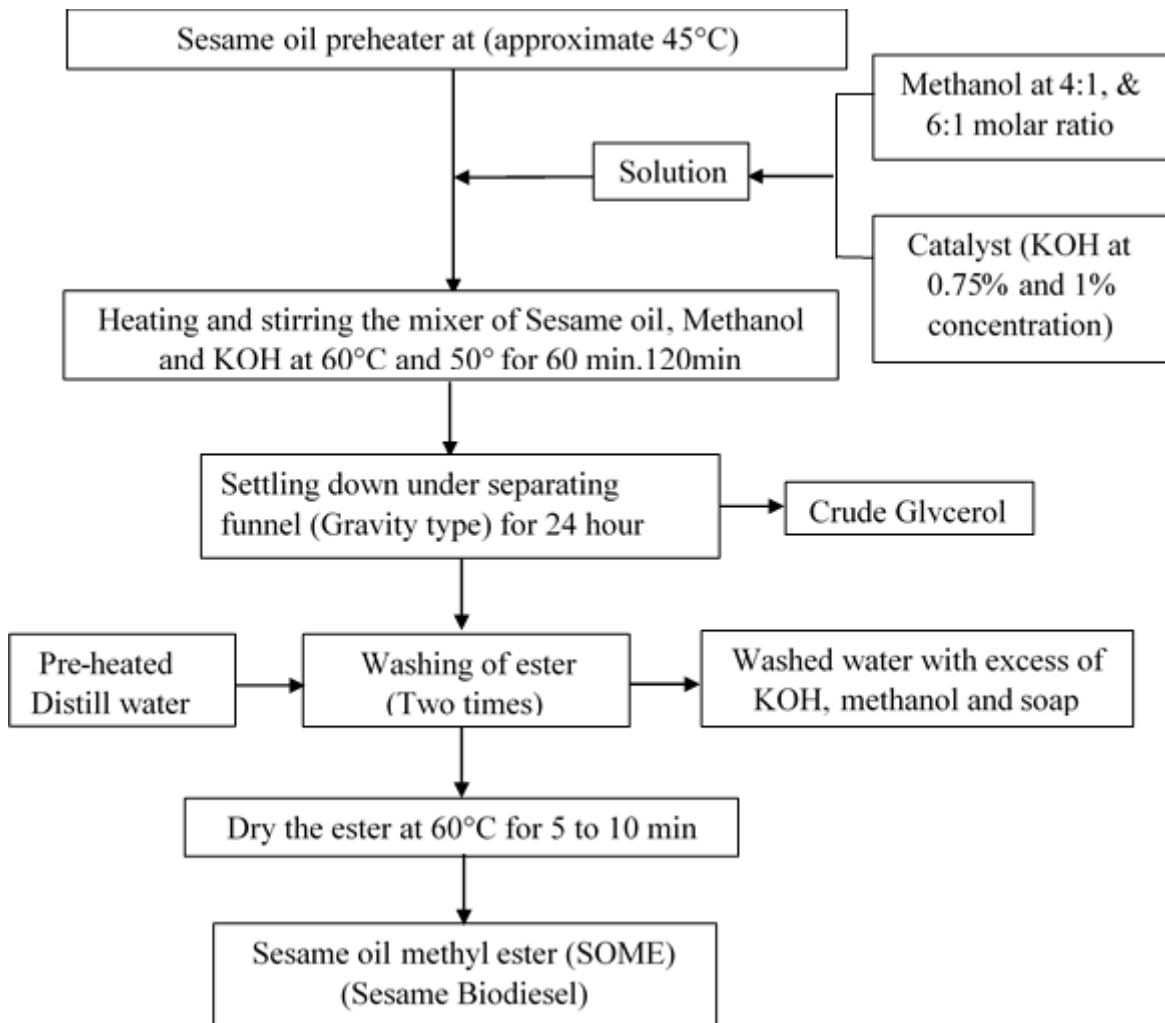 Sesame oil preheater at (approximate 45°C)
Methanol at 4:1, &
6:1 molar ratio
Solution
Catalyst (KOH at
0.75% and 1%
concentration)
Heating and stirring the mixer of Sesame oil, Methanol
and KOH at 60°C and 50° for 60 min.120min
Settling down under separating
funnel (Gravity type) for 24 hour
Crude Glycerol
Pre-heated
Distill water
Washing of ester
(Two times)
Washed water with excess of
KOH, methanol and soap
Dry the ester at 60°C for 5 to 10 min
Sesame oil methyl ester (SOME)
(Sesame Biodiesel)